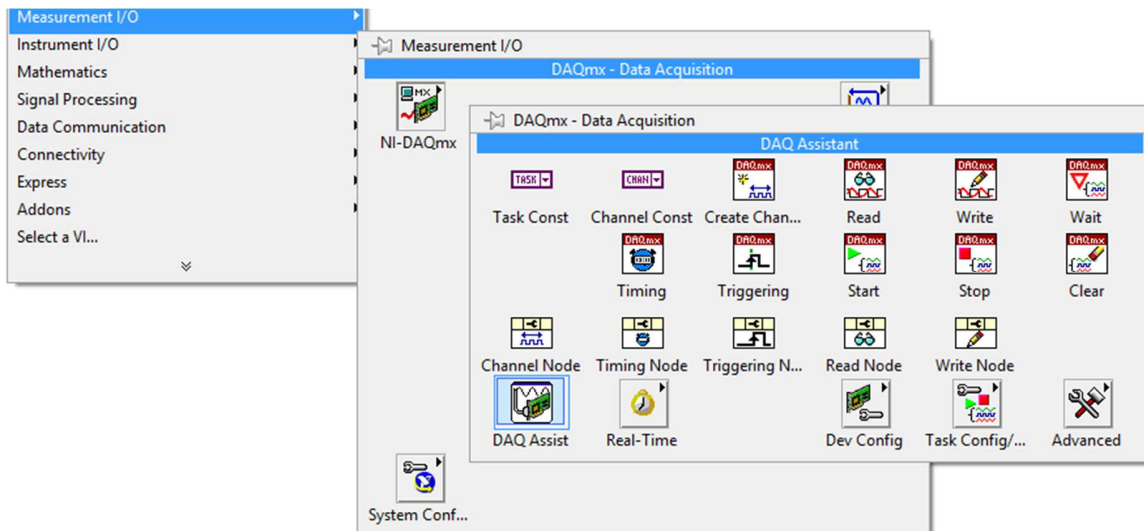 Measurement I/O
Instrument I/O
Mathematics
Signal Processing
Data Communication
Connectivity
Express
Addons
Select a VI...
Measurement I/O
DAQmx - Data Acquisition
MX
NI-DAQmx
System Conf...
DAQmx - Data Acquisition
DAQ Assistant
TASK CHAN DAQmx DAQmx DAQmx DAQmx
Task Const Channel Const Create Chan... Read Write Wait
DAQmx DAQmx DAQmx DAQmx DAQmx
Timing Triggering Start Stop Clear
Channel Node Timing Node Triggering N... Read Node Write Node
DAQ Assist Real-Time Dev Config Task Config/... Advanced